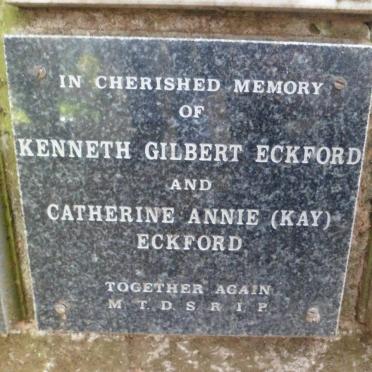 IN CHERISHED MEMORY
OF
KENNETH GILBERT ECKFORD
AND
CATHERINE ANNIE (KAY)
ECKFORD
TOGETHER AGAIN
M T. D S R I P